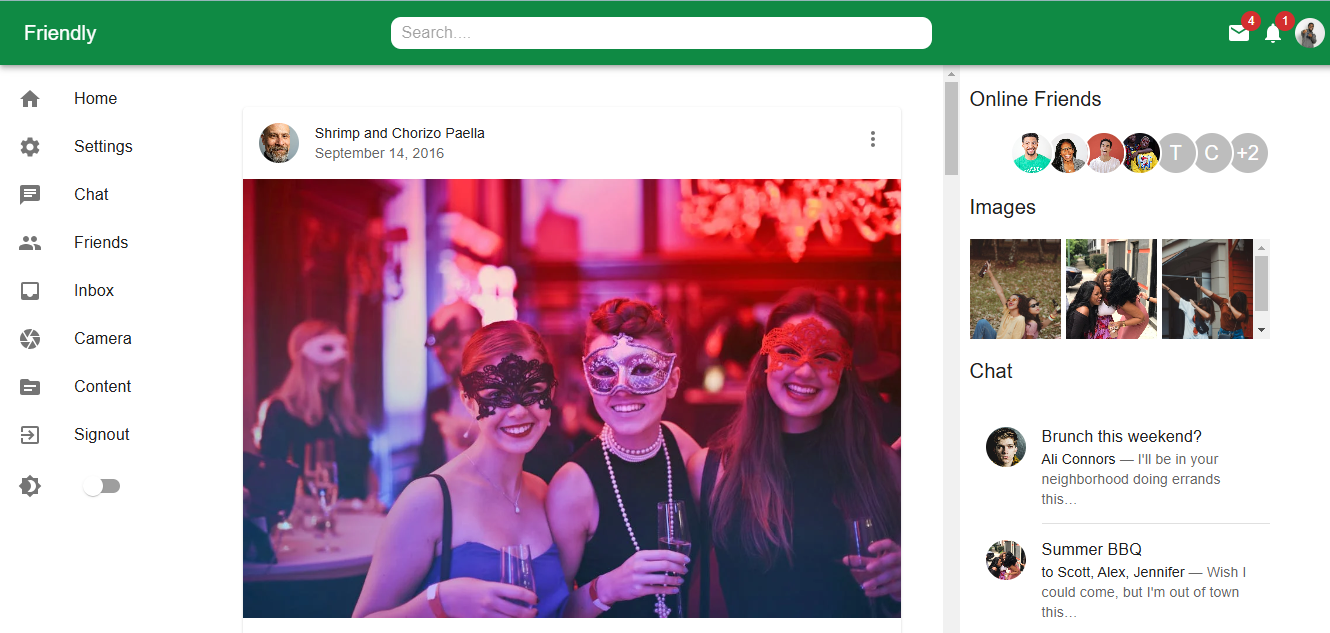 Friendly
Search....
4
1
Home
Settings
Chat
Friends
Inbox
Camera
Content
Signout
Shrimp and Chorizo Paella
September 14, 2016
Online Friends
T
C
+2
Images
Chat
Brunch this weekend?
Ali Connors — I'll be in your
neighborhood doing errands
this…
Summer BBQ
to Scott, Alex, Jennifer — Wish I
could come, but I'm out of town
this…